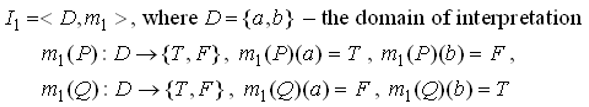 I₁=< D,m₁ >, where D={a,b} – the domain of interpretation
m₁(P): D → {T, F}, m₁(P)(a) = T , m₁(P)(b) = F ,
m₁(Q): D → {T, F} , m₁(Q)(a) = F , m₁(Q)(b) = T